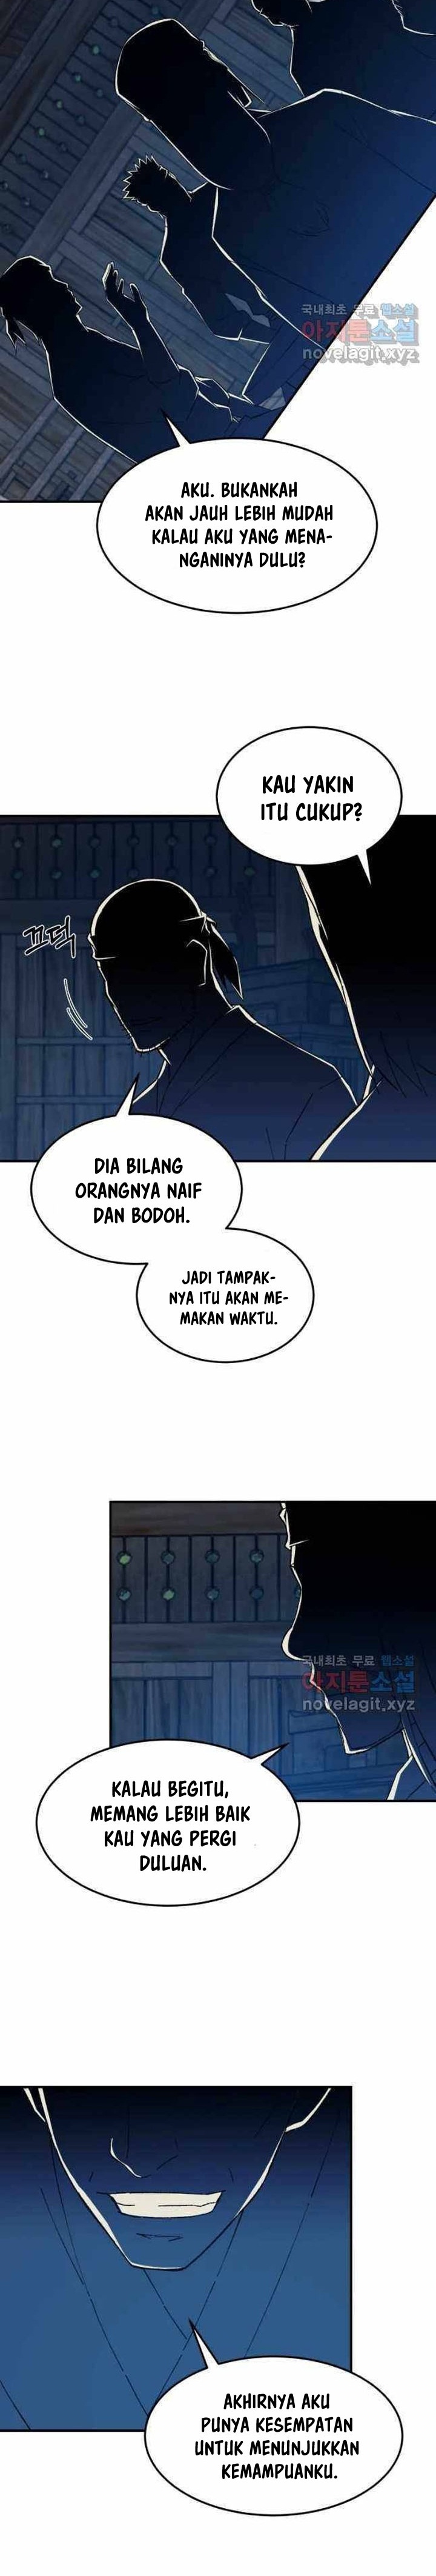 국내최초 무료 웹소설
아지툰소설
novelagit.xyz
AKU. BUKANKAH
AKAN JAUH LEBIH MUDAH
KALAU AKU YANG MENA-
NGANINYA DULU?
KAU YAKIN
ITU CUKUP?
끄덕
DIA BILANG
ORANGNYA NAIF
DAN BODOH.
JADI TAMPAK-
NYA ITU AKAN ME-
MAKAN WAKTU.
국내최초 무료 웹소설
아지툰소설
novelagit.xyz
KALAU BEGITU,
MEMANG LEBIH BAIK
KAU YANG PERGI
DULUAN.
AKHIRNYA AKU
PUNYA KESEMPATAN
UNTUK MENUNJUKKAN
KEMAMPUANKU.